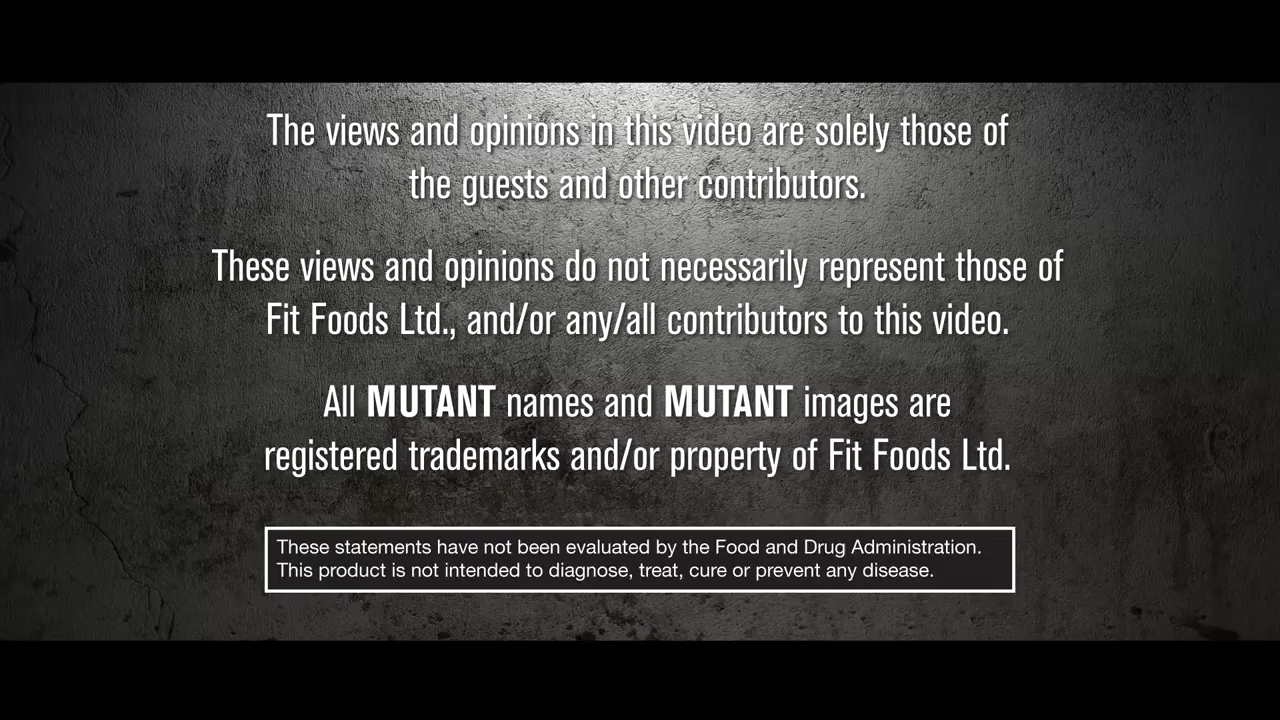 The views and opinions in this video are solely those of
the guests and other contributors.
These views and opinions do not necessarily represent those of
Fit Foods Ltd., and/or any/all contributors to this video.
All MUTANT names and MUTANT images are
registered trademarks and/or property of Fit Foods Ltd.
These statements have not been evaluated by the Food and Drug Administration.
This product is not intended to diagnose, treat, cure or prevent any disease.